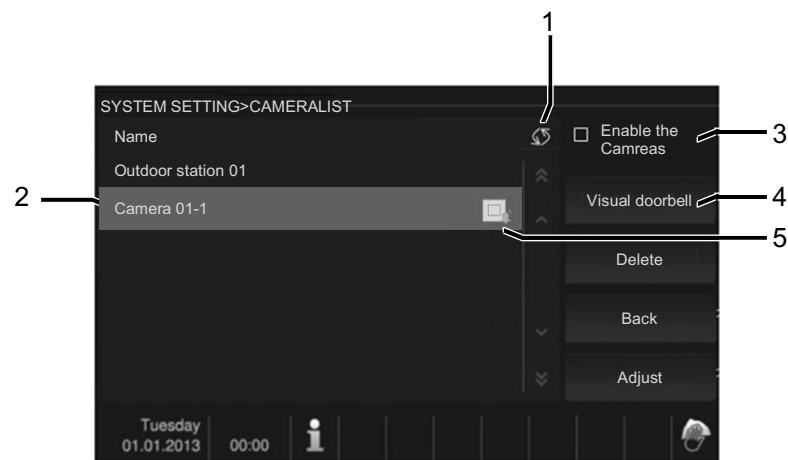 1
SYSTEM SETTING>CAMERALIST
Name
Enable the
Camreas
3
Outdoor station 01
2
Camera 01-1
Visual doorbell
4
5
Delete
Back
Adjust
Tuesday
01.01.2013
00:00